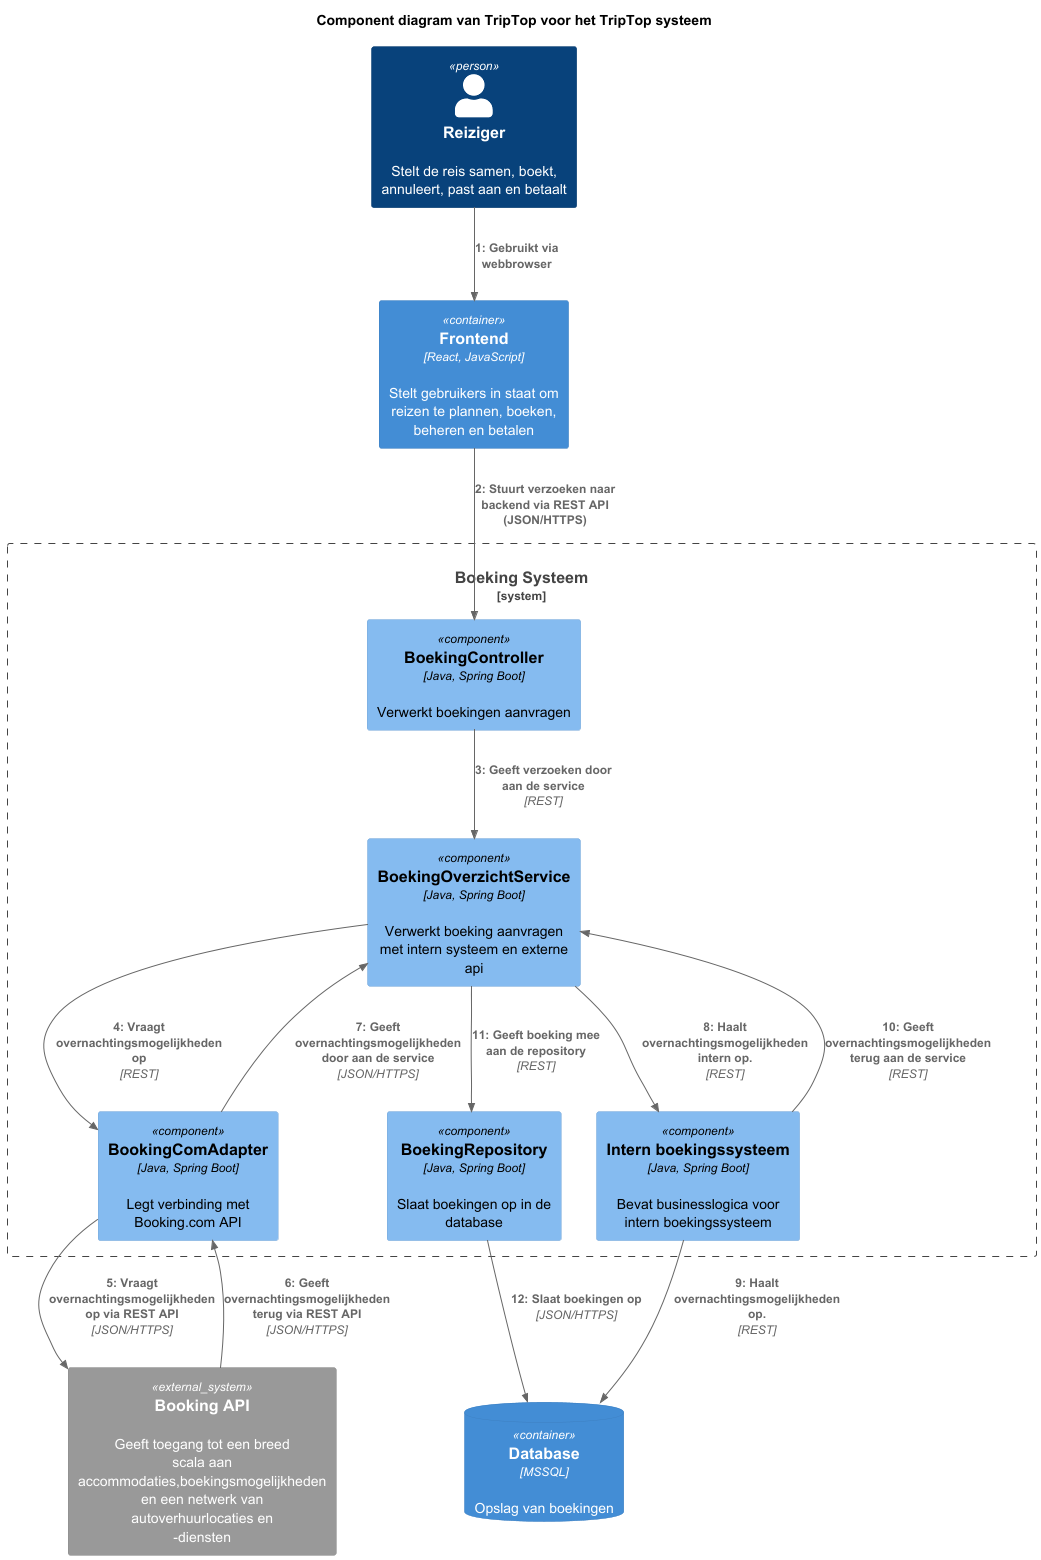 Component diagram van TripTop voor het TripTop systeem
«person»
Reiziger
Stelt de reis samen, boekt,
annuleert, past aan en betaalt
1: Gebruikt via
webbrowser
«container»
Frontend
[React, JavaScript]
Stelt gebruikers in staat om
reizen te plannen, boeken,
beheren en betalen
2: Stuurt verzoeken naar
backend via REST API
(JSON/HTTPS)
Boeking Systeem
[system]
«component»
BoekingController
[Java, Spring Boot]
Verwerkt boekingen aanvragen
3: Geeft verzoeken door
aan de service
[REST]
«component»
BoekingOverzichtService
[Java, Spring Boot]
Verwerkt boeking aanvragen
met intern systeem en externe
api
4: Vraagt
overnachtingsmogelijkheden
op
[REST]
7: Geeft
overnachtingsmogelijkheden
door aan de service
[JSON/HTTPS]
11: Geeft boeking mee
aan de repository
[REST]
8: Haalt
overnachtingsmogelijkheden
intern op.
[REST]
10: Geeft
overnachtingsmogelijkheden
terug aan de service
[REST]
«component»
BookingComAdapter
[Java, Spring Boot]
Legt verbinding met
Booking.com API
«component»
BoekingRepository
[Java, Spring Boot]
Slaat boekingen op in de
database
«component»
Intern boekingssysteem
[Java, Spring Boot]
Bevat businesslogica voor
intern boekingssysteem
5: Vraagt
overnachtingsmogelijkheden
op via REST API
[JSON/HTTPS]
6: Geeft
overnachtingsmogelijkheden
terug via REST API
[JSON/HTTPS]
12: Slaat boekingen op
[JSON/HTTPS]
9: Haalt
overnachtingsmogelijkheden
op.
[REST]
«external_system»
Booking API
Geeft toegang tot een breed
scala aan
accommodaties,boekingsmogelijkheden
en een netwerk van
autoverhuurlocaties en
-diensten
«container»
Database
[MSSQL]
Opslag van boekingen